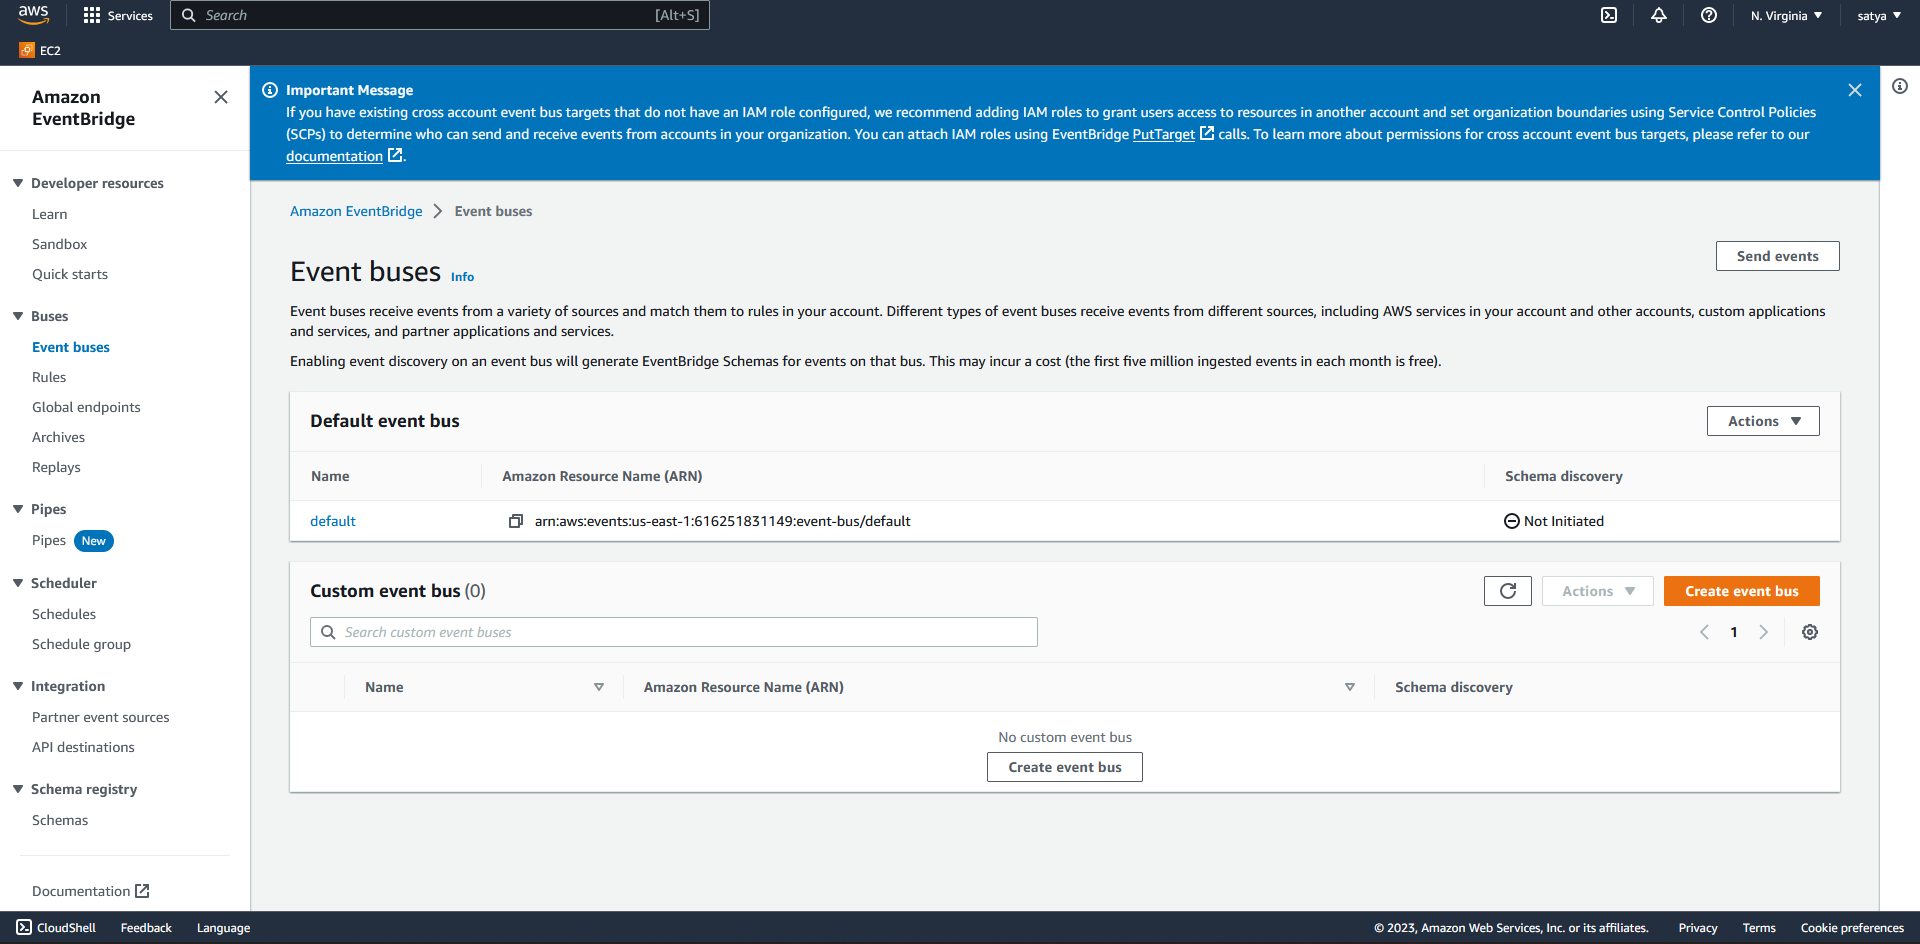 aws
Services
Search
[Alt+S]
N. Virginia
satya
EC2
Amazon
EventBridge
Developer resources
Learn
Sandbox
Quick starts
Buses
Event buses
Rules
Global endpoints
Archives
Replays
Pipes
Pipes New
Scheduler
Schedules
Schedule group
Integration
Partner event sources
API destinations
Schema registry
Schemas
Documentation
Important Message
If you have existing cross account event bus targets that do not have an IAM role configured, we recommend adding IAM roles to grant users access to resources in another account and set organization boundaries using Service Control Policies
(SCPs) to determine who can send and receive events from accounts in your organization. You can attach IAM roles using EventBridge PutTarget calls. To learn more about permissions for cross account event bus targets, please refer to our
documentation .
Amazon EventBridge
Event buses
Event buses Info
Send events
Event buses receive events from a variety of sources and match them to rules in your account. Different types of event buses receive events from different sources, including AWS services in your account and other accounts, custom applications
and services, and partner applications and services.
Enabling event discovery on an event bus will generate EventBridge Schemas for events on that bus. This may incur a cost (the first five million ingested events in each month is free).
Default event bus
Actions
Name
Amazon Resource Name (ARN)
Schema discovery
default
arn:aws:events:us-east-1:616251831149:event-bus/default
Not Initiated
Custom event bus (0)
Actions
Create event bus
Search custom event buses
1
Name
Amazon Resource Name (ARN)
Schema discovery
No custom event bus
Create event bus
CloudShell
Feedback
Language
© 2023, Amazon Web Services, Inc. or its affiliates.
Privacy
Terms
Cookie preferences